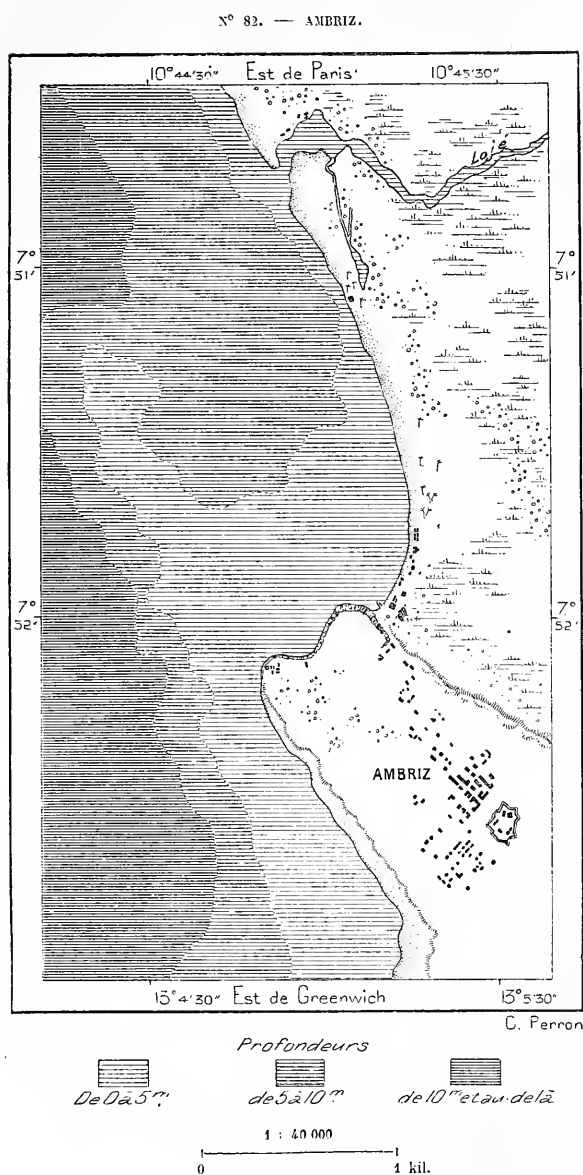 N° 82. — AMBRIZ.
10°44'30" Est de Paris 10°45'30"
Loje
7° 51' 7° 51'
7° 52' 7° 52'
AMBRIZ
13°4'30" Est de Greenwich 13°5'30"
C. Perron
Profondeurs
De 0 à 5m. de 5 à 10m. de 10m et au-delà
1 : 40 000
0 1 kil.